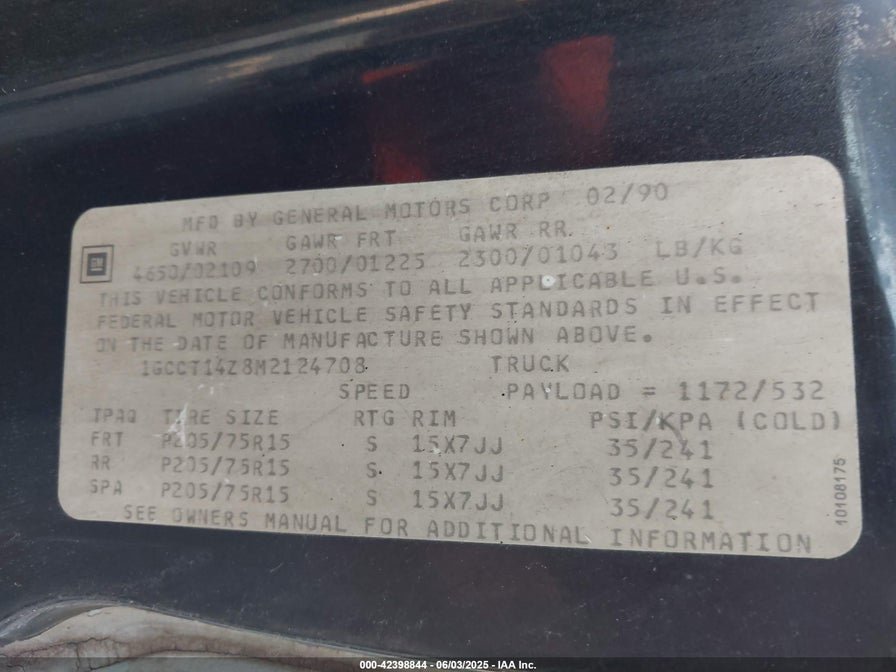 MFD BY GENERAL MOTORS CORP 02/90
GVWR GAWR FRT GAWR RR.
GM 4650/02109 2700/01225 2300/01043 LB/KG
THIS VEHICLE CONFORMS TO ALL APPLICABLE U.S.
FEDERAL MOTOR VEHICLE SAFETY STANDARDS IN EFFECT
ON THE DATE OF MANUFACTURE SHOWN ABOVE.
1GCCT14Z8M2124708 TRUCK
SPEED PAYLOAD = 1172/532
TPAQ TIRE SIZE RTG RIM PSI/KPA (COLD)
FRT P205/75R15 S 15X7JJ 35/241
RR P205/75R15 S 15X7JJ 35/241
SPA P205/75R15 S 15X7JJ 35/241
SEE OWNERS MANUAL FOR ADDITIONAL INFORMATION
10108175
000-42398844 - 06/03/2025 - IAA Inc.